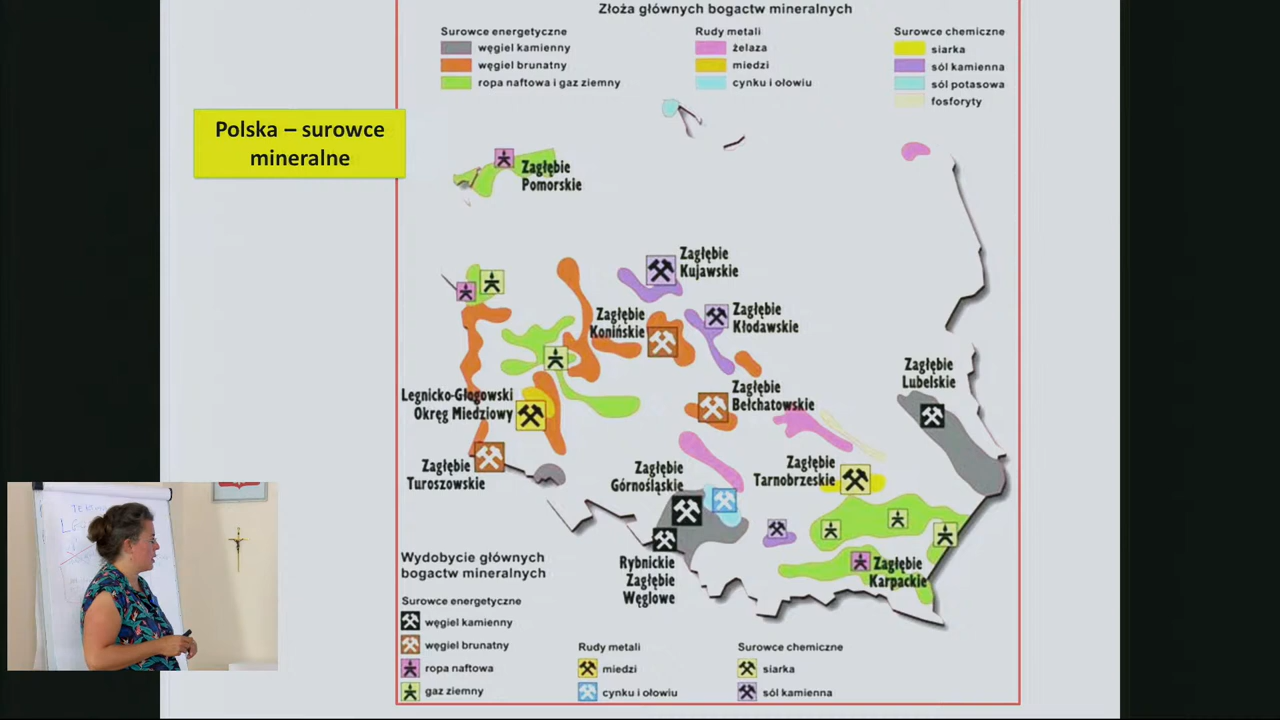 Złoża głównych bogactw mineralnych
Surowce energetyczne
węgiel kamienny
węgiel brunatny
ropa naftowa i gaz ziemny
Rudy metali
żelaza
miedzi
cynku i ołowiu
Surowce chemiczne
siarka
sól kamienna
sól potasowa
fosforyty
Polska – surowce
mineralne
Zagłębie
Pomorskie
Zagłębie
Kujawskie
Zagłębie
Konińskie
Zagłębie
Kłodawskie
Zagłębie
Lubelskie
Legnicko-Głogowski
Okręg Miedziowy
Zagłębie
Bełchatowskie
Zagłębie
Turoszowskie
Zagłębie
Górnośląskie
Zagłębie
Tarnobrzeskie
Rybnickie
Zagłębie
Węglowe
Zagłębie
Karpackie
Wydobycie głównych
bogactw mineralnych
Surowce energetyczne
węgiel kamienny
węgiel brunatny
ropa naftowa
gaz ziemny
Rudy metali
miedzi
cynku i ołowiu
Surowce chemiczne
siarka
sól kamienna